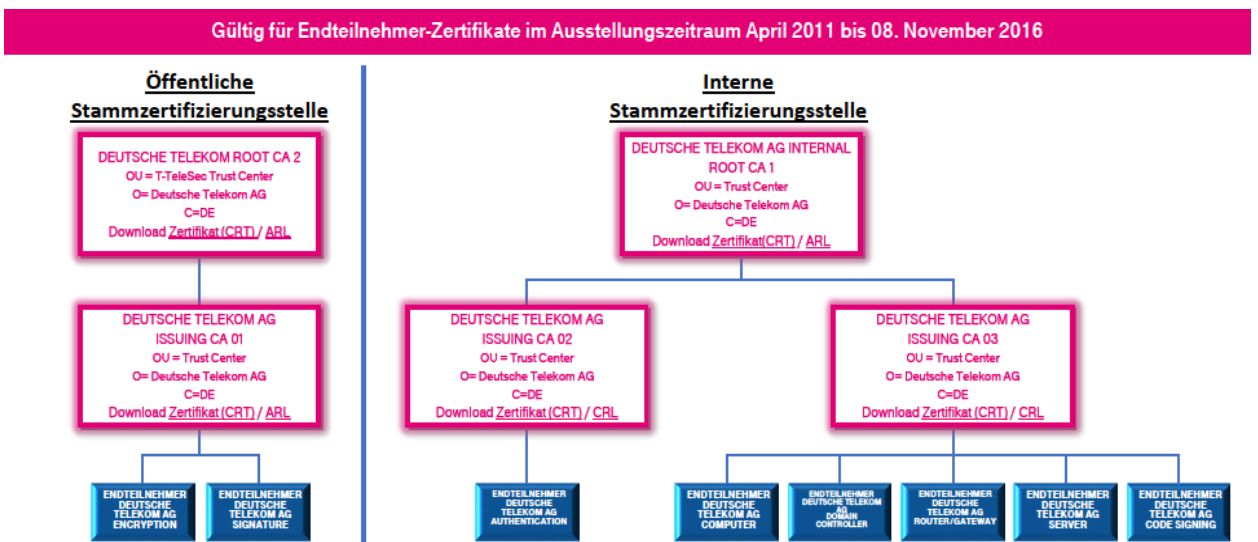 Gültig für Endteilnehmer-Zertifikate im Ausstellungszeitraum April 2011 bis 08. November 2016
Öffentliche
Stammzertifizierungsstelle
DEUTSCHE TELEKOM ROOT CA 2
OU = T-TeleSec Trust Center
O= Deutsche Telekom AG
C=DE
Download Zertifikat (CRT) / ARL
DEUTSCHE TELEKOM AG
ISSUING CA 01
OU = Trust Center
O= Deutsche Telekom AG
C=DE
Download Zertifikat (CRT) / ARL
ENDTEILNEHMER
DEUTSCHE
TELEKOM AG
ENCRYPTION
ENDTEILNEHMER
DEUTSCHE
TELEKOM AG
SIGNATURE
Interne
Stammzertifizierungsstelle
DEUTSCHE TELEKOM AG INTERNAL
ROOT CA 1
OU = Trust Center
O= Deutsche Telekom AG
C=DE
Download Zertifikat(CRT) / ARL
DEUTSCHE TELEKOM AG
ISSUING CA 02
OU = Trust Center
O= Deutsche Telekom AG
C=DE
Download Zertifikat (CRT) / CRL
DEUTSCHE TELEKOM AG
ISSUING CA 03
OU = Trust Center
O= Deutsche Telekom AG
C=DE
Download Zertifikat (CRT) / CRL
ENDTEILNEHMER
DEUTSCHE
TELEKOM AG
AUTHENTICATION
ENDTEILNEHMER
DEUTSCHE
TELEKOM AG
COMPUTER
ENDTEILNEHMER
DEUTSCHE TELEKOM
AG
DOMAIN
CONTROLLER
ENDTEILNEHMER
DEUTSCHE
TELEKOM AG
ROUTER/GATEWAY
ENDTEILNEHMER
DEUTSCHE
TELEKOM AG
SERVER
ENDTEILNEHMER
DEUTSCHE
TELEKOM AG
CODE SIGNING